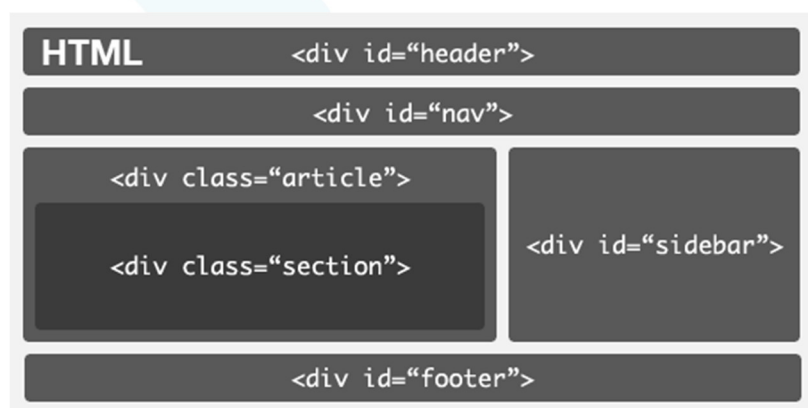 HTML <div id=“header”>
<div id=“nav”>
<div class=“article”>
<div class=“section”>
<div id=“sidebar”>
<div id=“footer”>